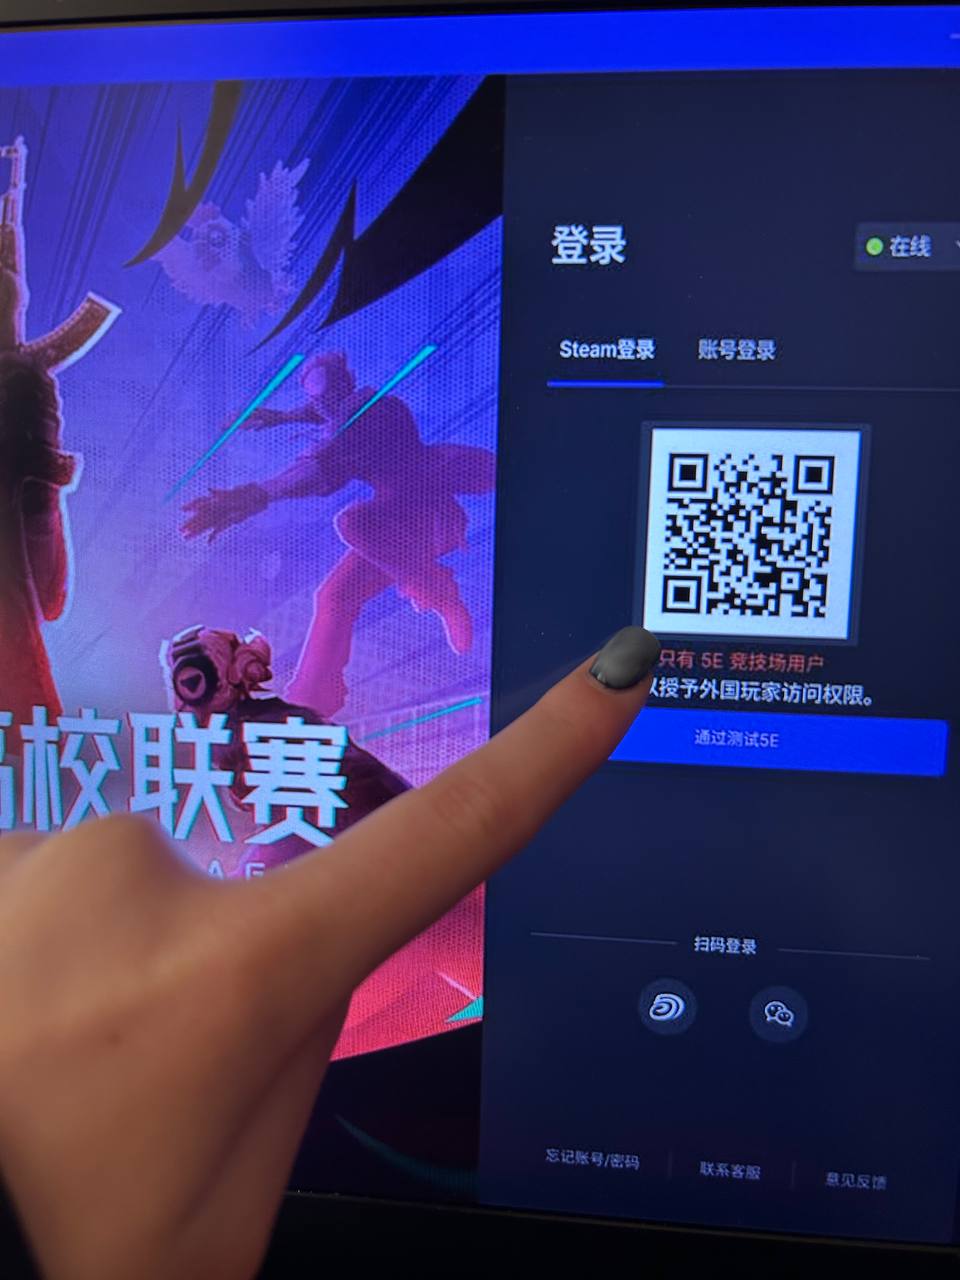 登录
在线
Steam登录
账号登录
只有 5E 竞技场用户
授予外国玩家访问权限。
通过测试5E
校联赛
扫码登录
忘记账号/密码
联系客服
意见反馈